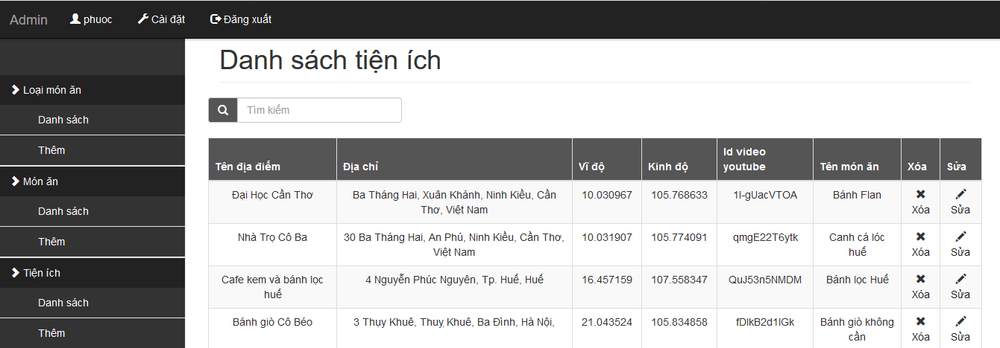 Admin phuoc Cài đặt Đăng xuất
Danh sách tiện ích
Loại món ăn
Danh sách
Thêm
Món ăn
Danh sách
Thêm
Tiện ích
Danh sách
Thêm
Tìm kiếm
Tên địa điểm Địa chỉ Vĩ độ Kinh độ Id video youtube Tên món ăn Xóa Sửa
Đại Học Cần Thơ Ba Tháng Hai, Xuân Khánh, Ninh Kiều, Cần 10.030967 105.768633 1l-gUacVTOA Bánh Flan
Thơ, Việt Nam Xóa Sửa
Nhà Trọ Cô Ba 30 Ba Tháng Hai, An Phú, Ninh Kiều, Cần Thơ, 10.031907 105.774091 qmgE22T6ytk Canh cá lóc
Việt Nam huế Xóa Sửa
Cafe kem và bánh lọc 4 Nguyễn Phúc Nguyên, Tp. Huế, Huế 16.457159 107.558347 QuJ53n5NMDM Bánh lọc Huế
huế Xóa Sửa
Bánh giò Cô Béo 3 Thụy Khuê, Thuỵ Khuê, Ba Đình, Hà Nội, 21.043524 105.834858 fDlkB2d1lGk Bánh giò không
cần Xóa Sửa